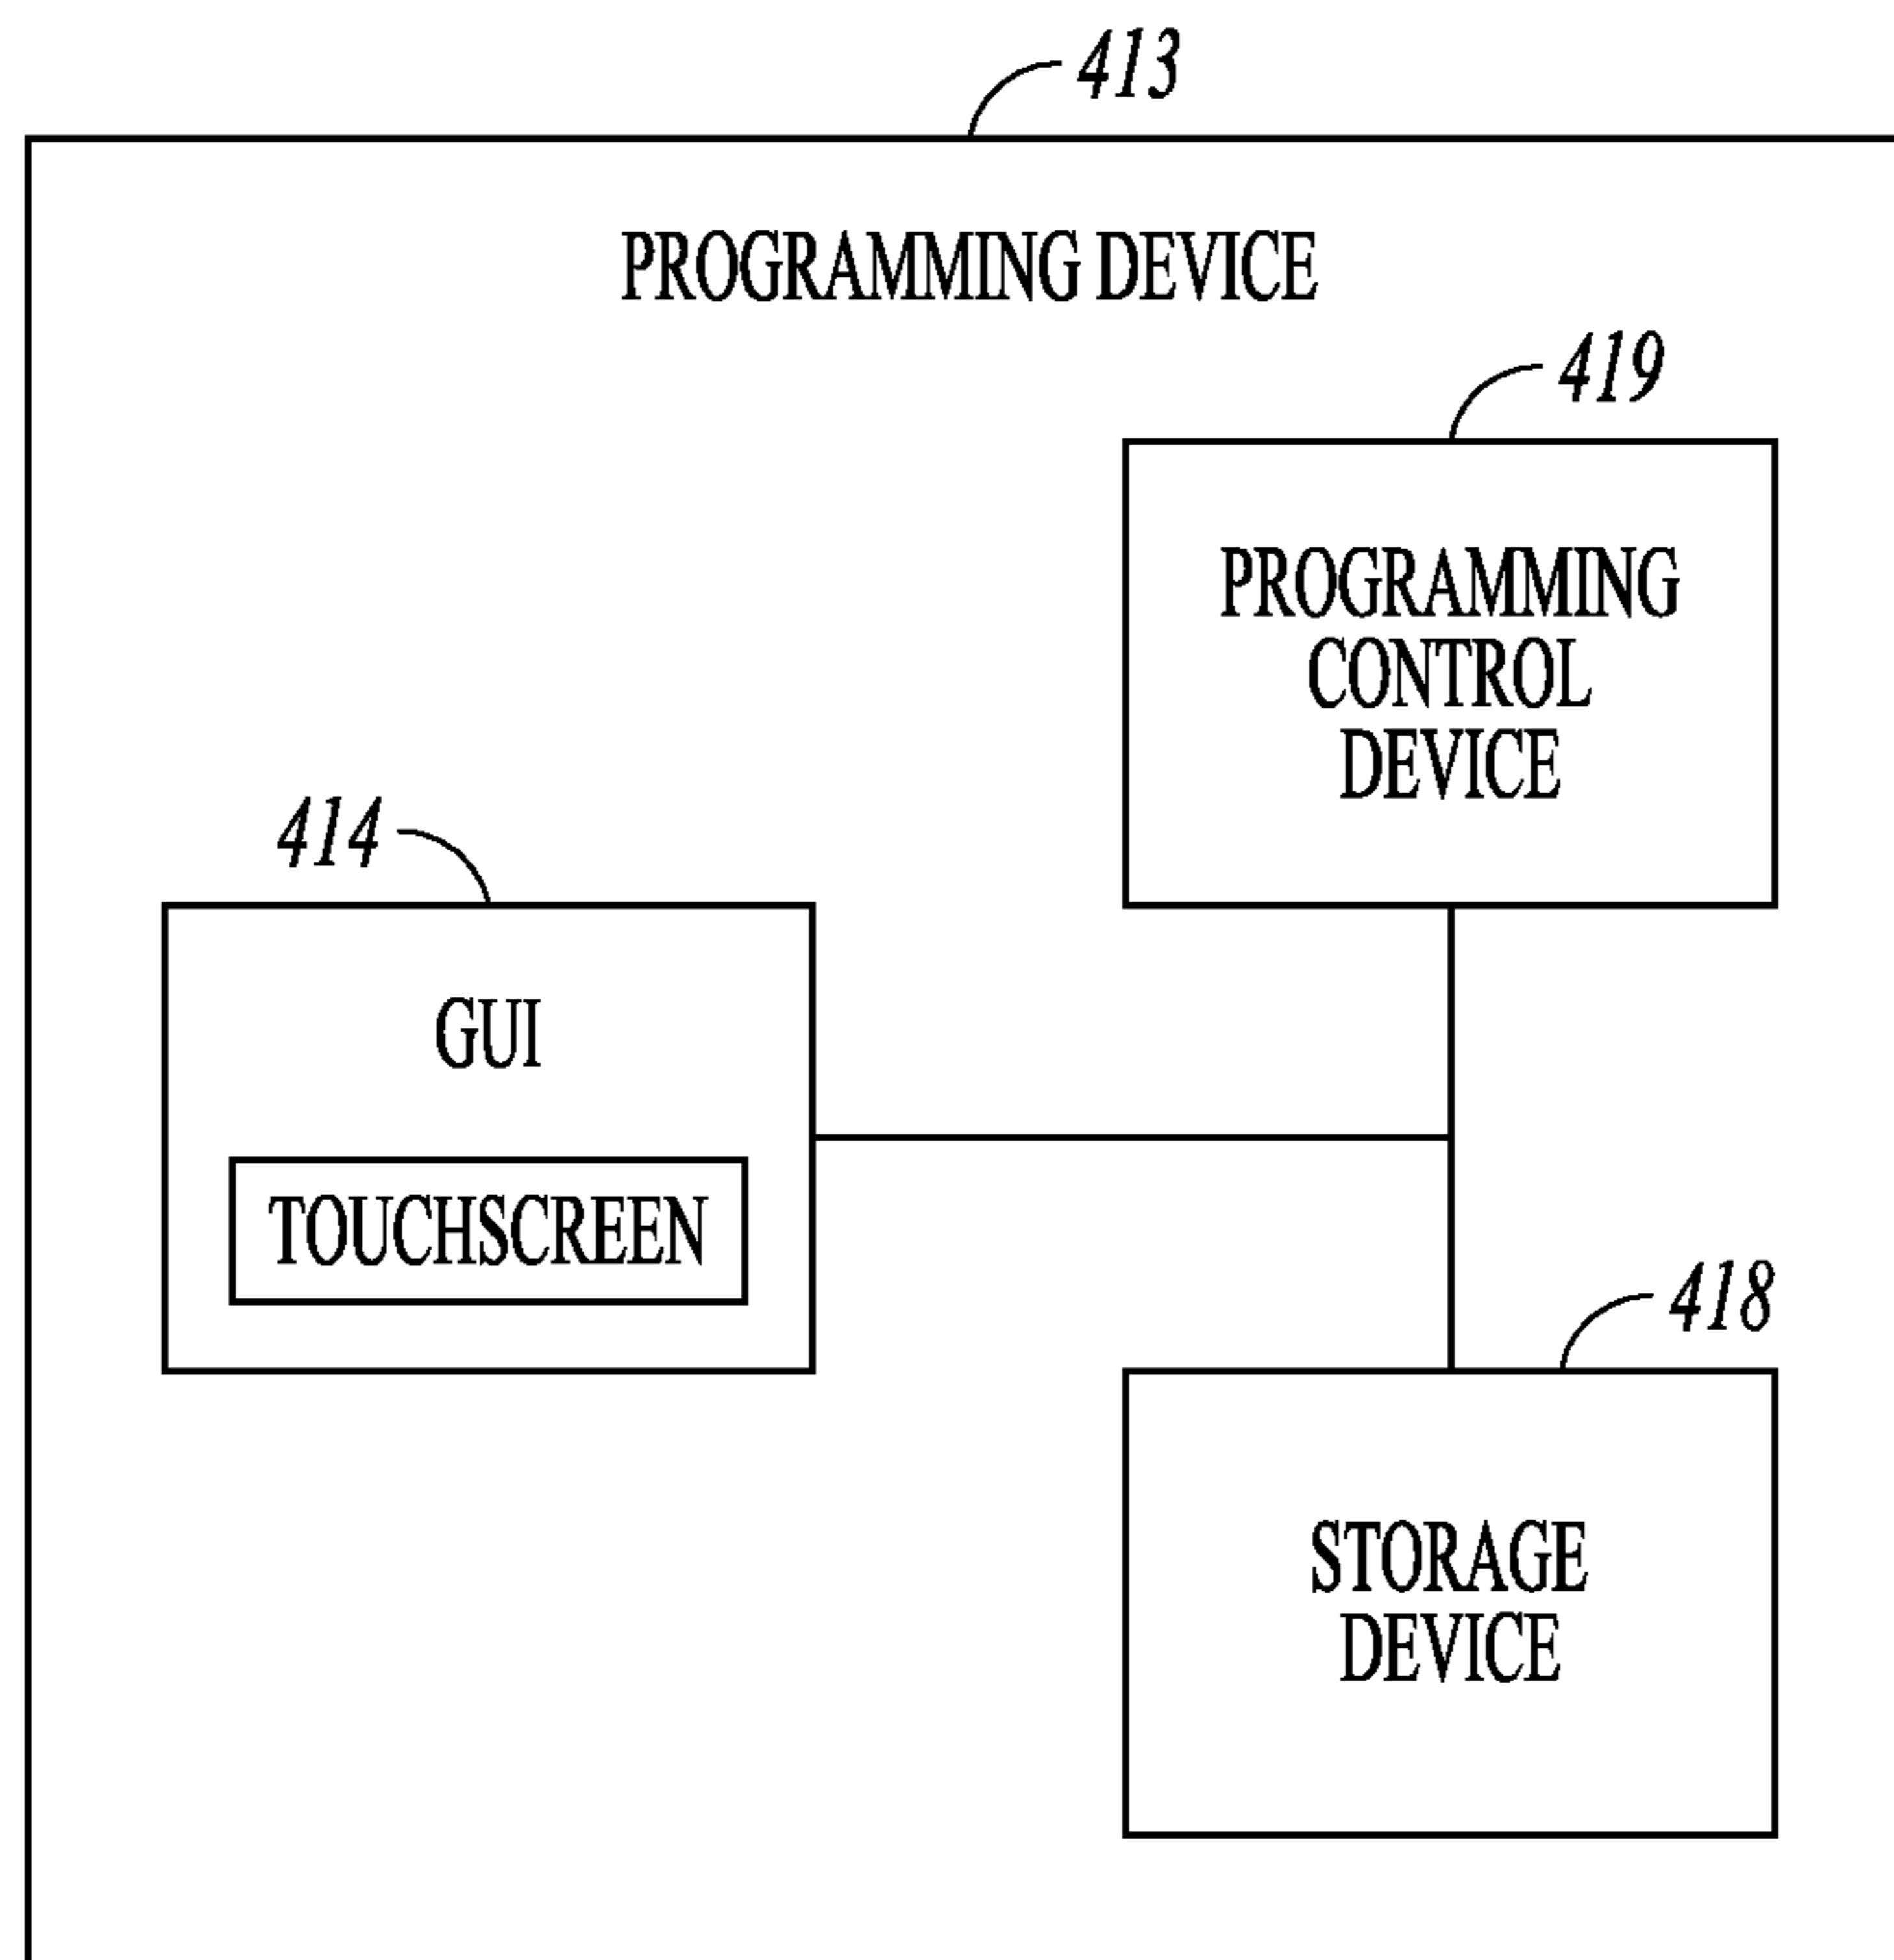 413
PROGRAMMING DEVICE
419
PROGRAMMING
CONTROL
DEVICE
414
GUI
TOUCHSCREEN
418
STORAGE
DEVICE